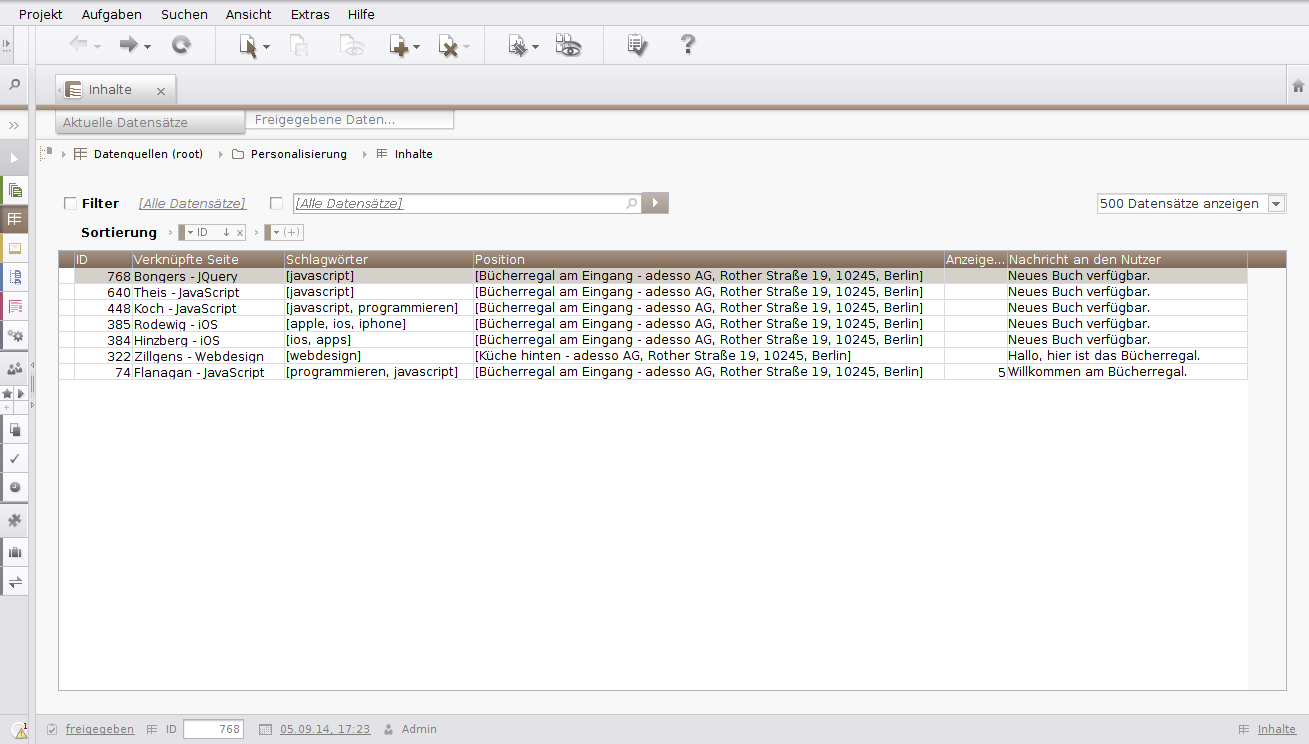 Projekt Aufgaben Suchen Ansicht Extras Hilfe
Inhalte
Aktuelle Datensätze Freigegebene Daten...
Datenquellen (root) Personalisierung Inhalte
Filter [Alle Datensätze] [Alle Datensätze] 500 Datensätze anzeigen
Sortierung ID ↓ x (+)
ID Verknüpfte Seite Schlagwörter Position Anzeige... Nachricht an den Nutzer
768 Bongers - JQuery [javascript] [Bücherregal am Eingang - adesso AG, Rother Straße 19, 10245, Berlin] Neues Buch verfügbar.
640 Theis - JavaScript [javascript] [Bücherregal am Eingang - adesso AG, Rother Straße 19, 10245, Berlin] Neues Buch verfügbar.
448 Koch - JavaScript [javascript, programmieren] [Bücherregal am Eingang - adesso AG, Rother Straße 19, 10245, Berlin] Neues Buch verfügbar.
385 Rodewig - iOS [apple, ios, iphone] [Bücherregal am Eingang - adesso AG, Rother Straße 19, 10245, Berlin] Neues Buch verfügbar.
384 Hinzberg - iOS [ios, apps] [Bücherregal am Eingang - adesso AG, Rother Straße 19, 10245, Berlin] Neues Buch verfügbar.
322 Zillgens - Webdesign [webdesign] [Küche hinten - adesso AG, Rother Straße 19, 10245, Berlin] Hallo, hier ist das Bücherregal.
74 Flanagan - JavaScript [programmieren, javascript] [Bücherregal am Eingang - adesso AG, Rother Straße 19, 10245, Berlin] 5 Willkommen am Bücherregal.
1 freigegeben ID 768 05.09.14, 17:23 Admin Inhalte